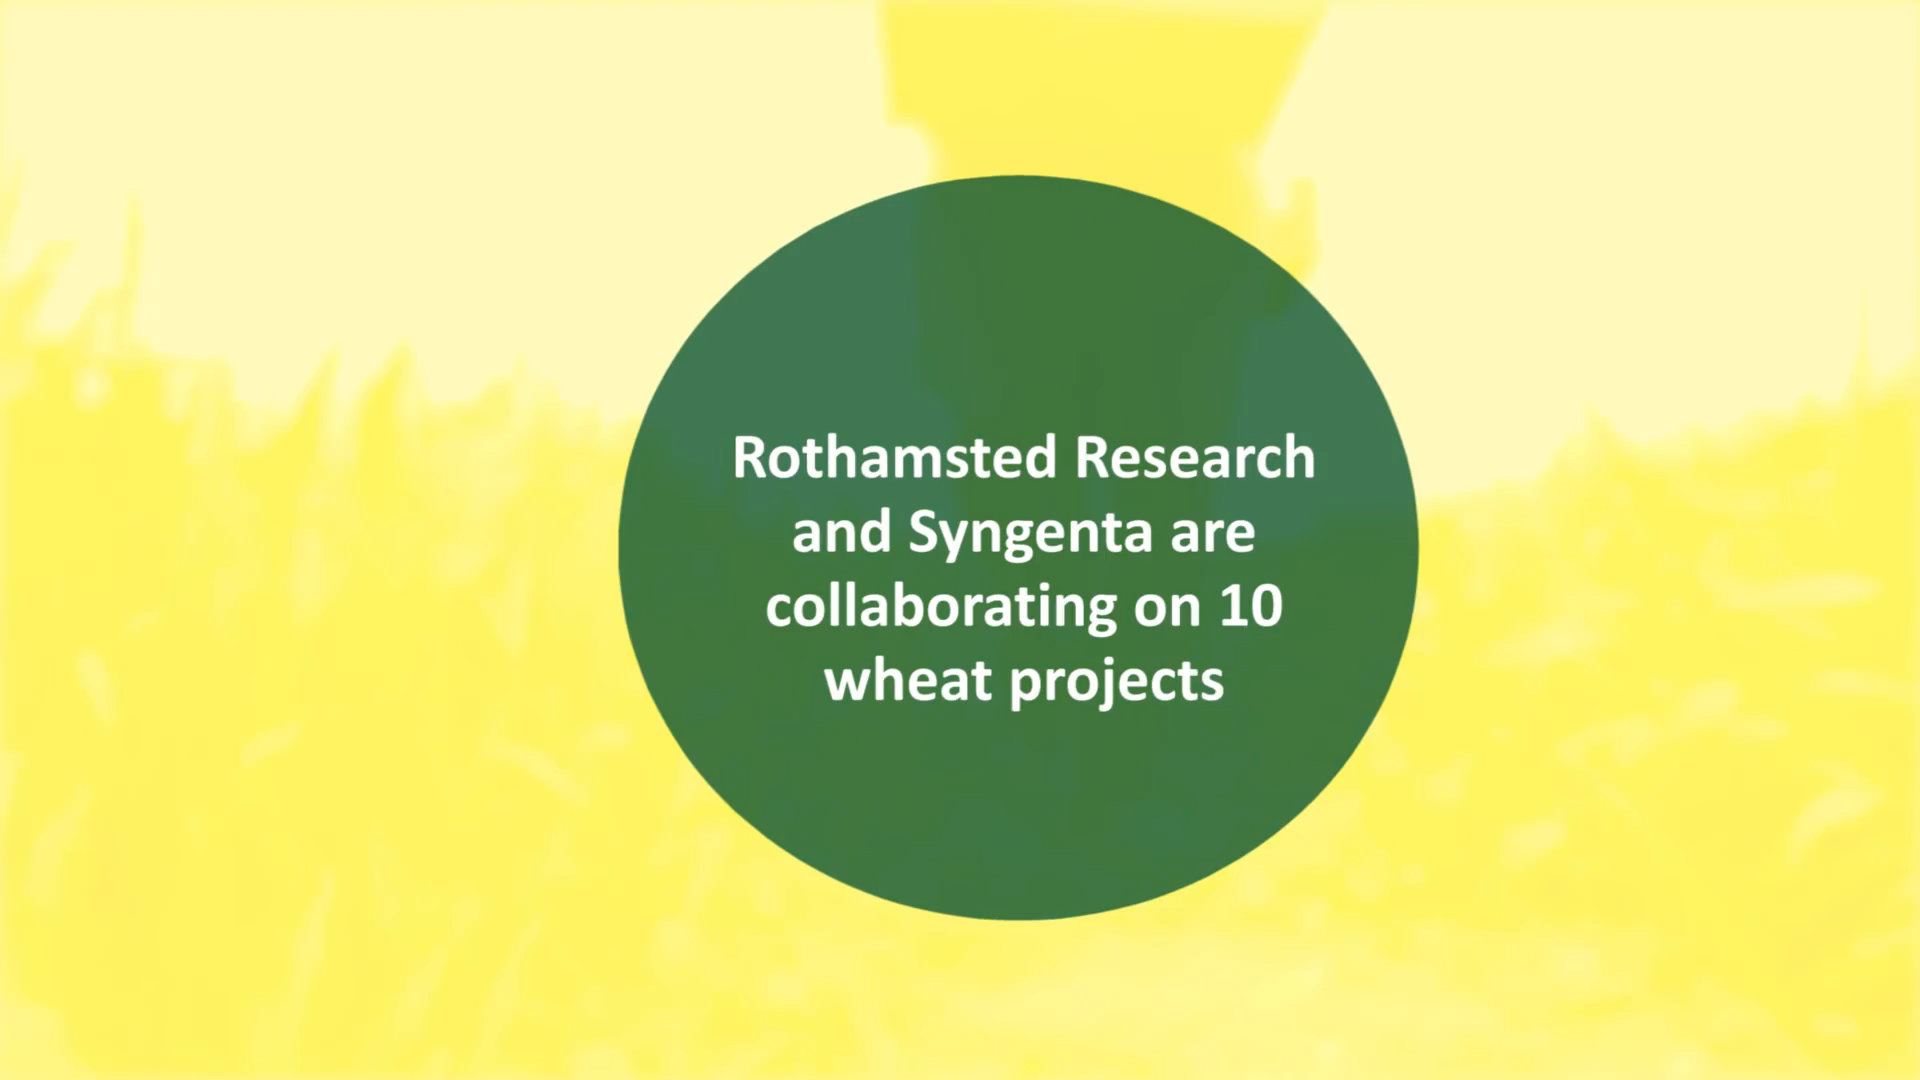 Rothamsted Research
and Syngenta are
collaborating on 10
wheat projects